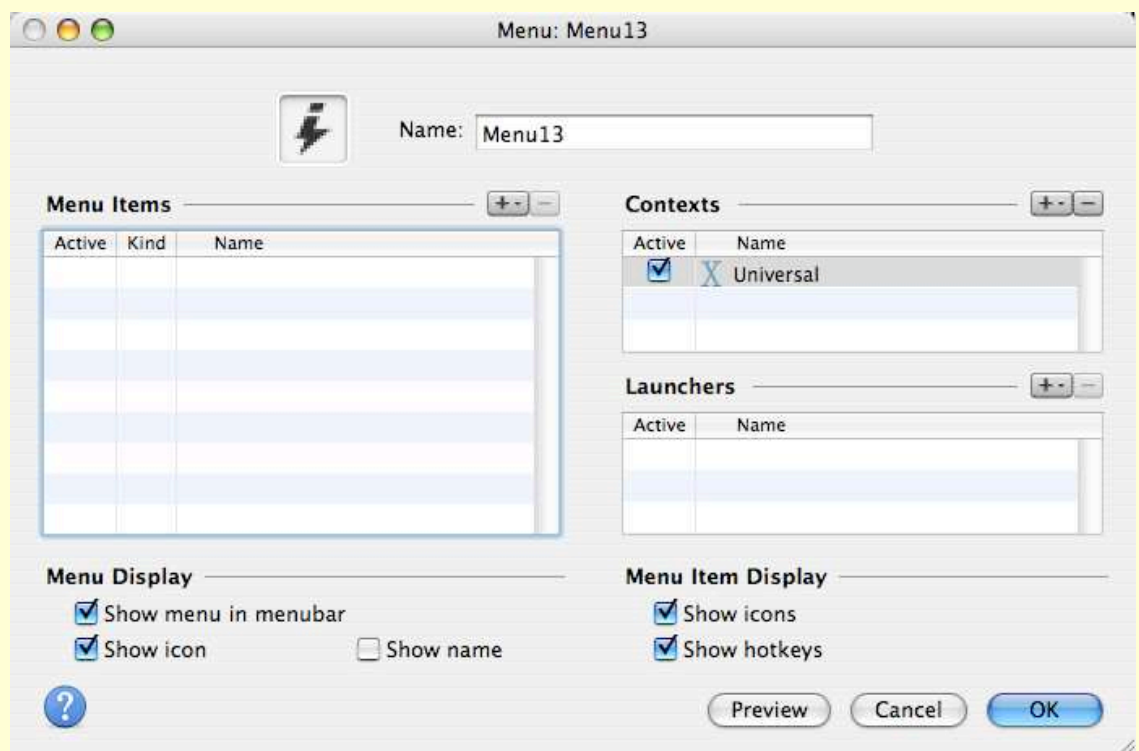 Menu: Menu13
Name: Menu13
Menu Items
Active Kind Name
Contexts
Active Name
X Universal
Launchers
Active Name
Menu Display
Show menu in menubar
Show icon Show name
Menu Item Display
Show icons
Show hotkeys
? Preview Cancel OK